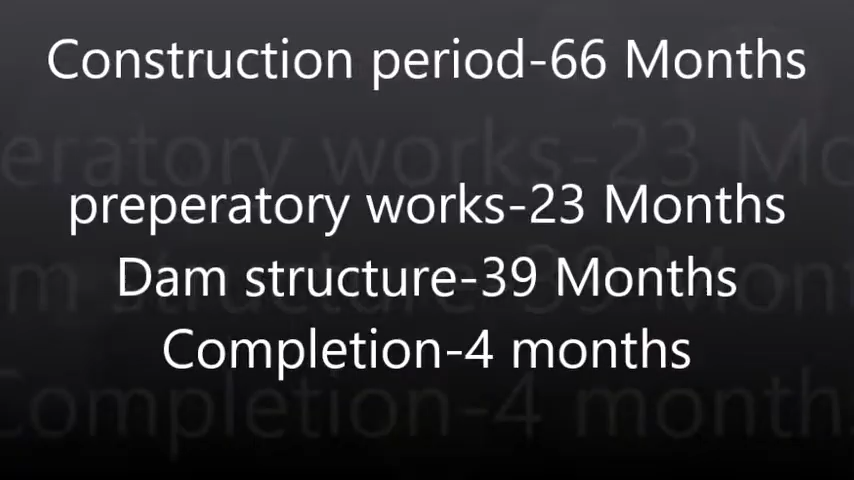 Construction period-66 Months
preperatory works-23 Months
Dam structure-39 Months
Completion-4 months